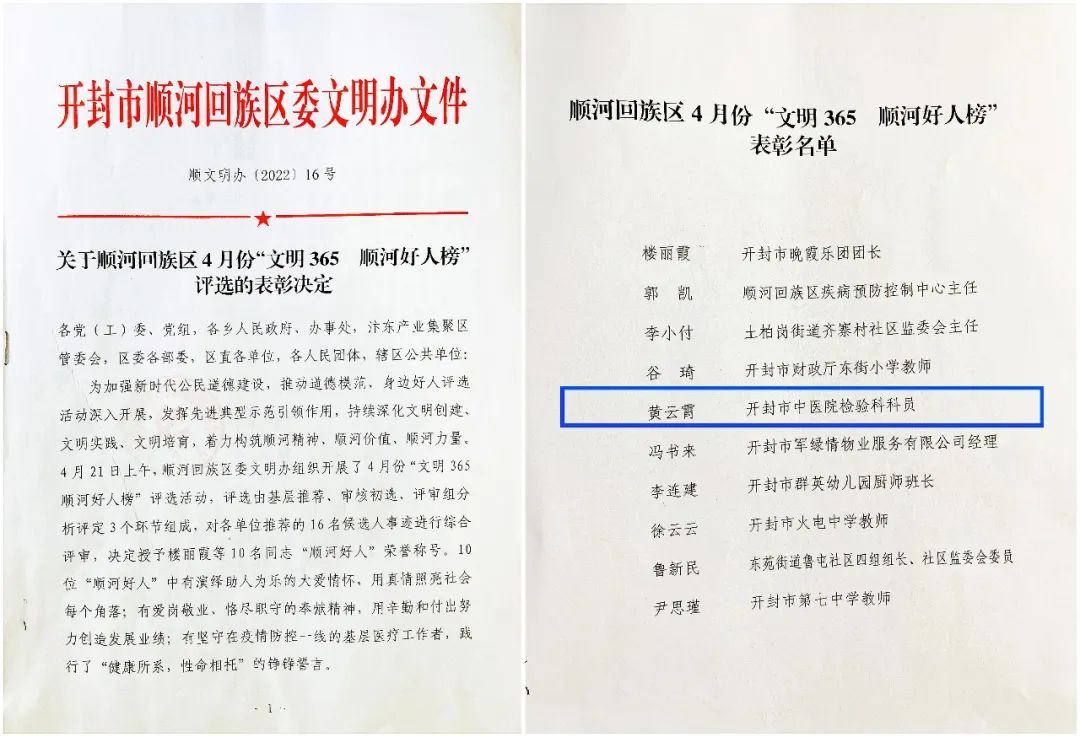 开封市顺河回族区委文明办文件
顺文明办〔2022〕16号
关于顺河回族区4月份“文明365　顺河好人榜”
评选的表彰决定
各党（工）委、党组，各乡人民政府、办事处，汴东产业集聚区
管委会，区委各部委，区直各单位，各人民团体，辖区公共单位：
为加强新时代公民道德建设，推动道德模范、身边好人评选
活动深入开展，发挥先进典型示范引领作用，持续深化文明创建、
文明实践、文明培育，着力构筑顺河精神、顺河价值、顺河力量。
4月21日上午，顺河回族区委文明办组织开展了4月份“文明365
顺河好人榜”评选活动，评选由基层推荐、审核初选、评审组分
析评定3个环节组成，对各单位推荐的16名候选人事迹进行综合
评审，决定授予楼丽霞等10名同志“顺河好人”荣誉称号。10
位“顺河好人”中有演绎助人为乐的大爱情怀，用真情照亮社会
每个角落；有爱岗敬业、恪尽职守的奉献精神，用辛勤和付出努
力创造发展业绩；有坚守在疫情防控一线的基层医疗工作者，践
行了“健康所系，性命相托”的铮铮誓言。
- 1 -
顺河回族区4月份“文明365　顺河好人榜”
表彰名单
楼丽霞　开封市晚霞乐团团长
郭　凯　顺河回族区疾病预防控制中心主任
李小付　土柏岗街道齐寨村社区监委会主任
谷　琦　开封市财政厅东街小学教师
黄云霄　开封市中医院检验科科员
冯书来　开封市军绿情物业服务有限公司经理
李连建　开封市群英幼儿园厨师班长
徐云云　开封市火电中学教师
鲁新民　东苑街道鲁屯社区四组组长、社区监委会委员
尹思瑾　开封市第七中学教师